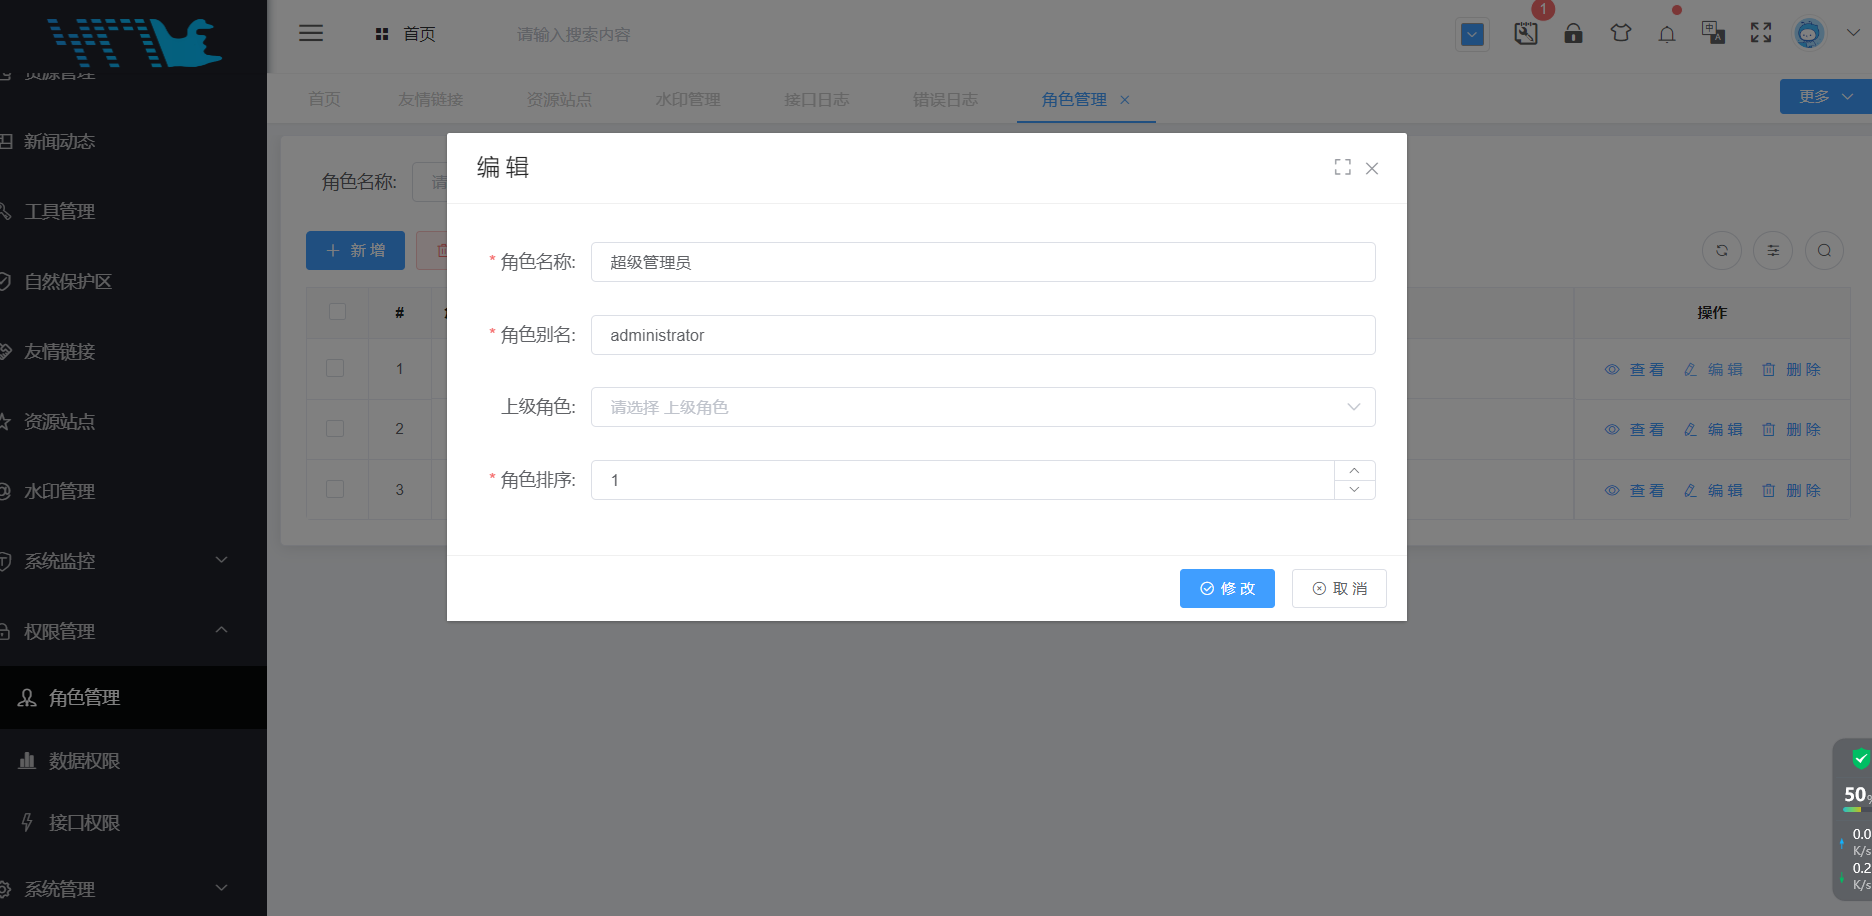 首页
请输入搜索内容
1
中
A
首页
友情链接
资源站点
水印管理
接口日志
错误日志
角色管理
更多
资源管理
新闻动态
工具管理
自然保护区
友情链接
资源站点
水印管理
系统监控
权限管理
角色管理
数据权限
接口权限
系统管理
角色名称:
请
新增
#
操作
1
查看
编辑
删除
2
查看
编辑
删除
3
查看
编辑
删除
编辑
* 角色名称:
超级管理员
* 角色别名:
administrator
上级角色:
请选择 上级角色
* 角色排序:
1
修改
取消
50%
0.0
K/s
0.2
K/s